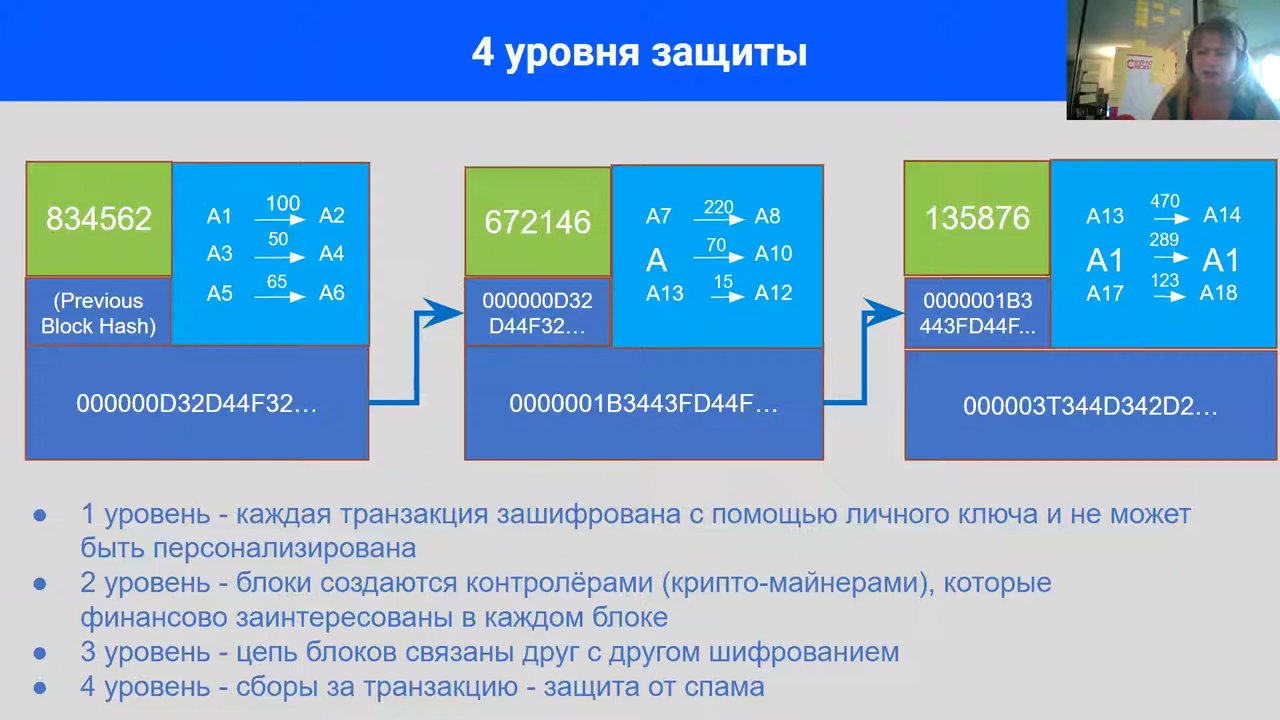 4 уровня защиты
834562
A1 100 A2
A3 50 A4
A5 65 A6
(Previous
Block Hash)
000000D32D44F32…
672146
A7 220 A8
A 70 A10
A13 15 A12
000000D32
D44F32…
0000001B3443FD44F…
135876
A13 470 A14
A1 289 A1
A17 123 A18
0000001B3
443FD44F...
000003T344D342D2…
● 1 уровень - каждая транзакция зашифрована с помощью личного ключа и не может
быть персонализирована
● 2 уровень - блоки создаются контролёрами (крипто-майнерами), которые
финансово заинтересованы в каждом блоке
● 3 уровень - цепь блоков связаны друг с другом шифрованием
● 4 уровень - сборы за транзакцию - защита от спама